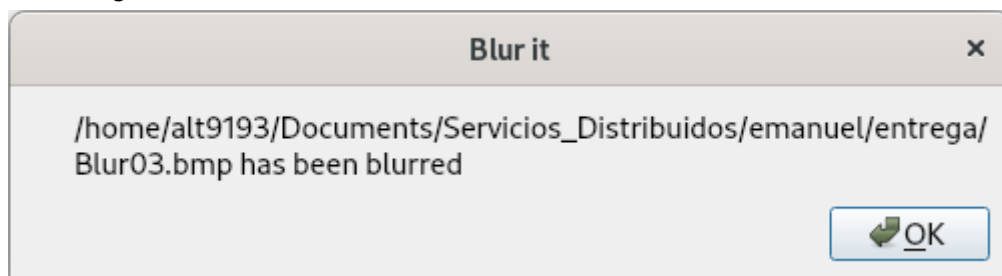 Blur it
×
/home/alt9193/Documents/Servicios_Distribuidos/emanuel/entrega/
Blur03.bmp has been blurred
OK